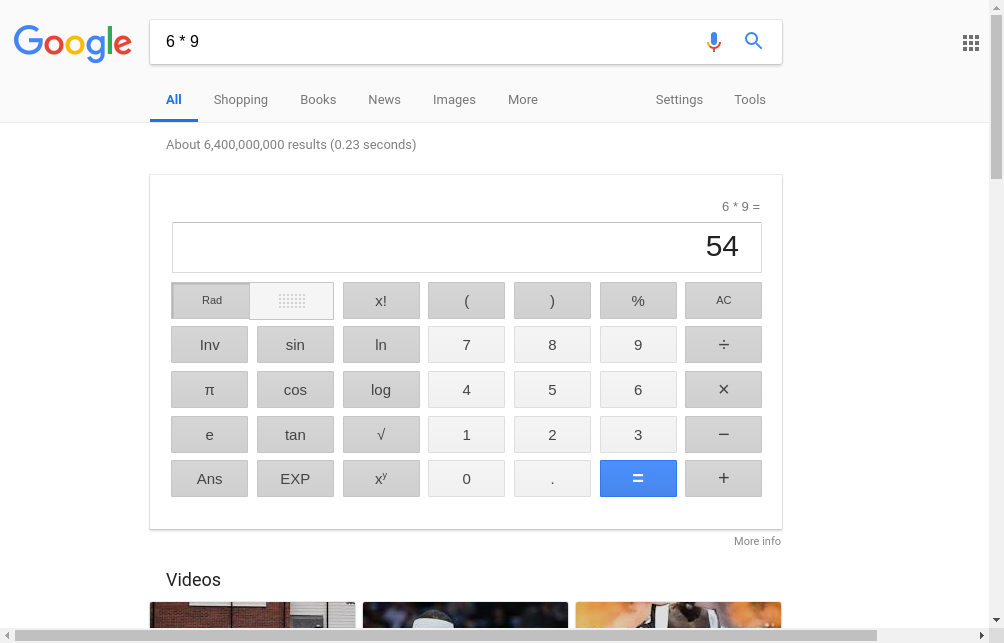 Google
6 * 9
All Shopping Books News Images More Settings Tools
About 6,400,000,000 results (0.23 seconds)
6 * 9 =
54
Rad x! ( ) % AC
Inv sin ln 7 8 9 ÷
π cos log 4 5 6 ×
e tan √ 1 2 3 −
Ans EXP xʸ 0 . = +
More info
Videos